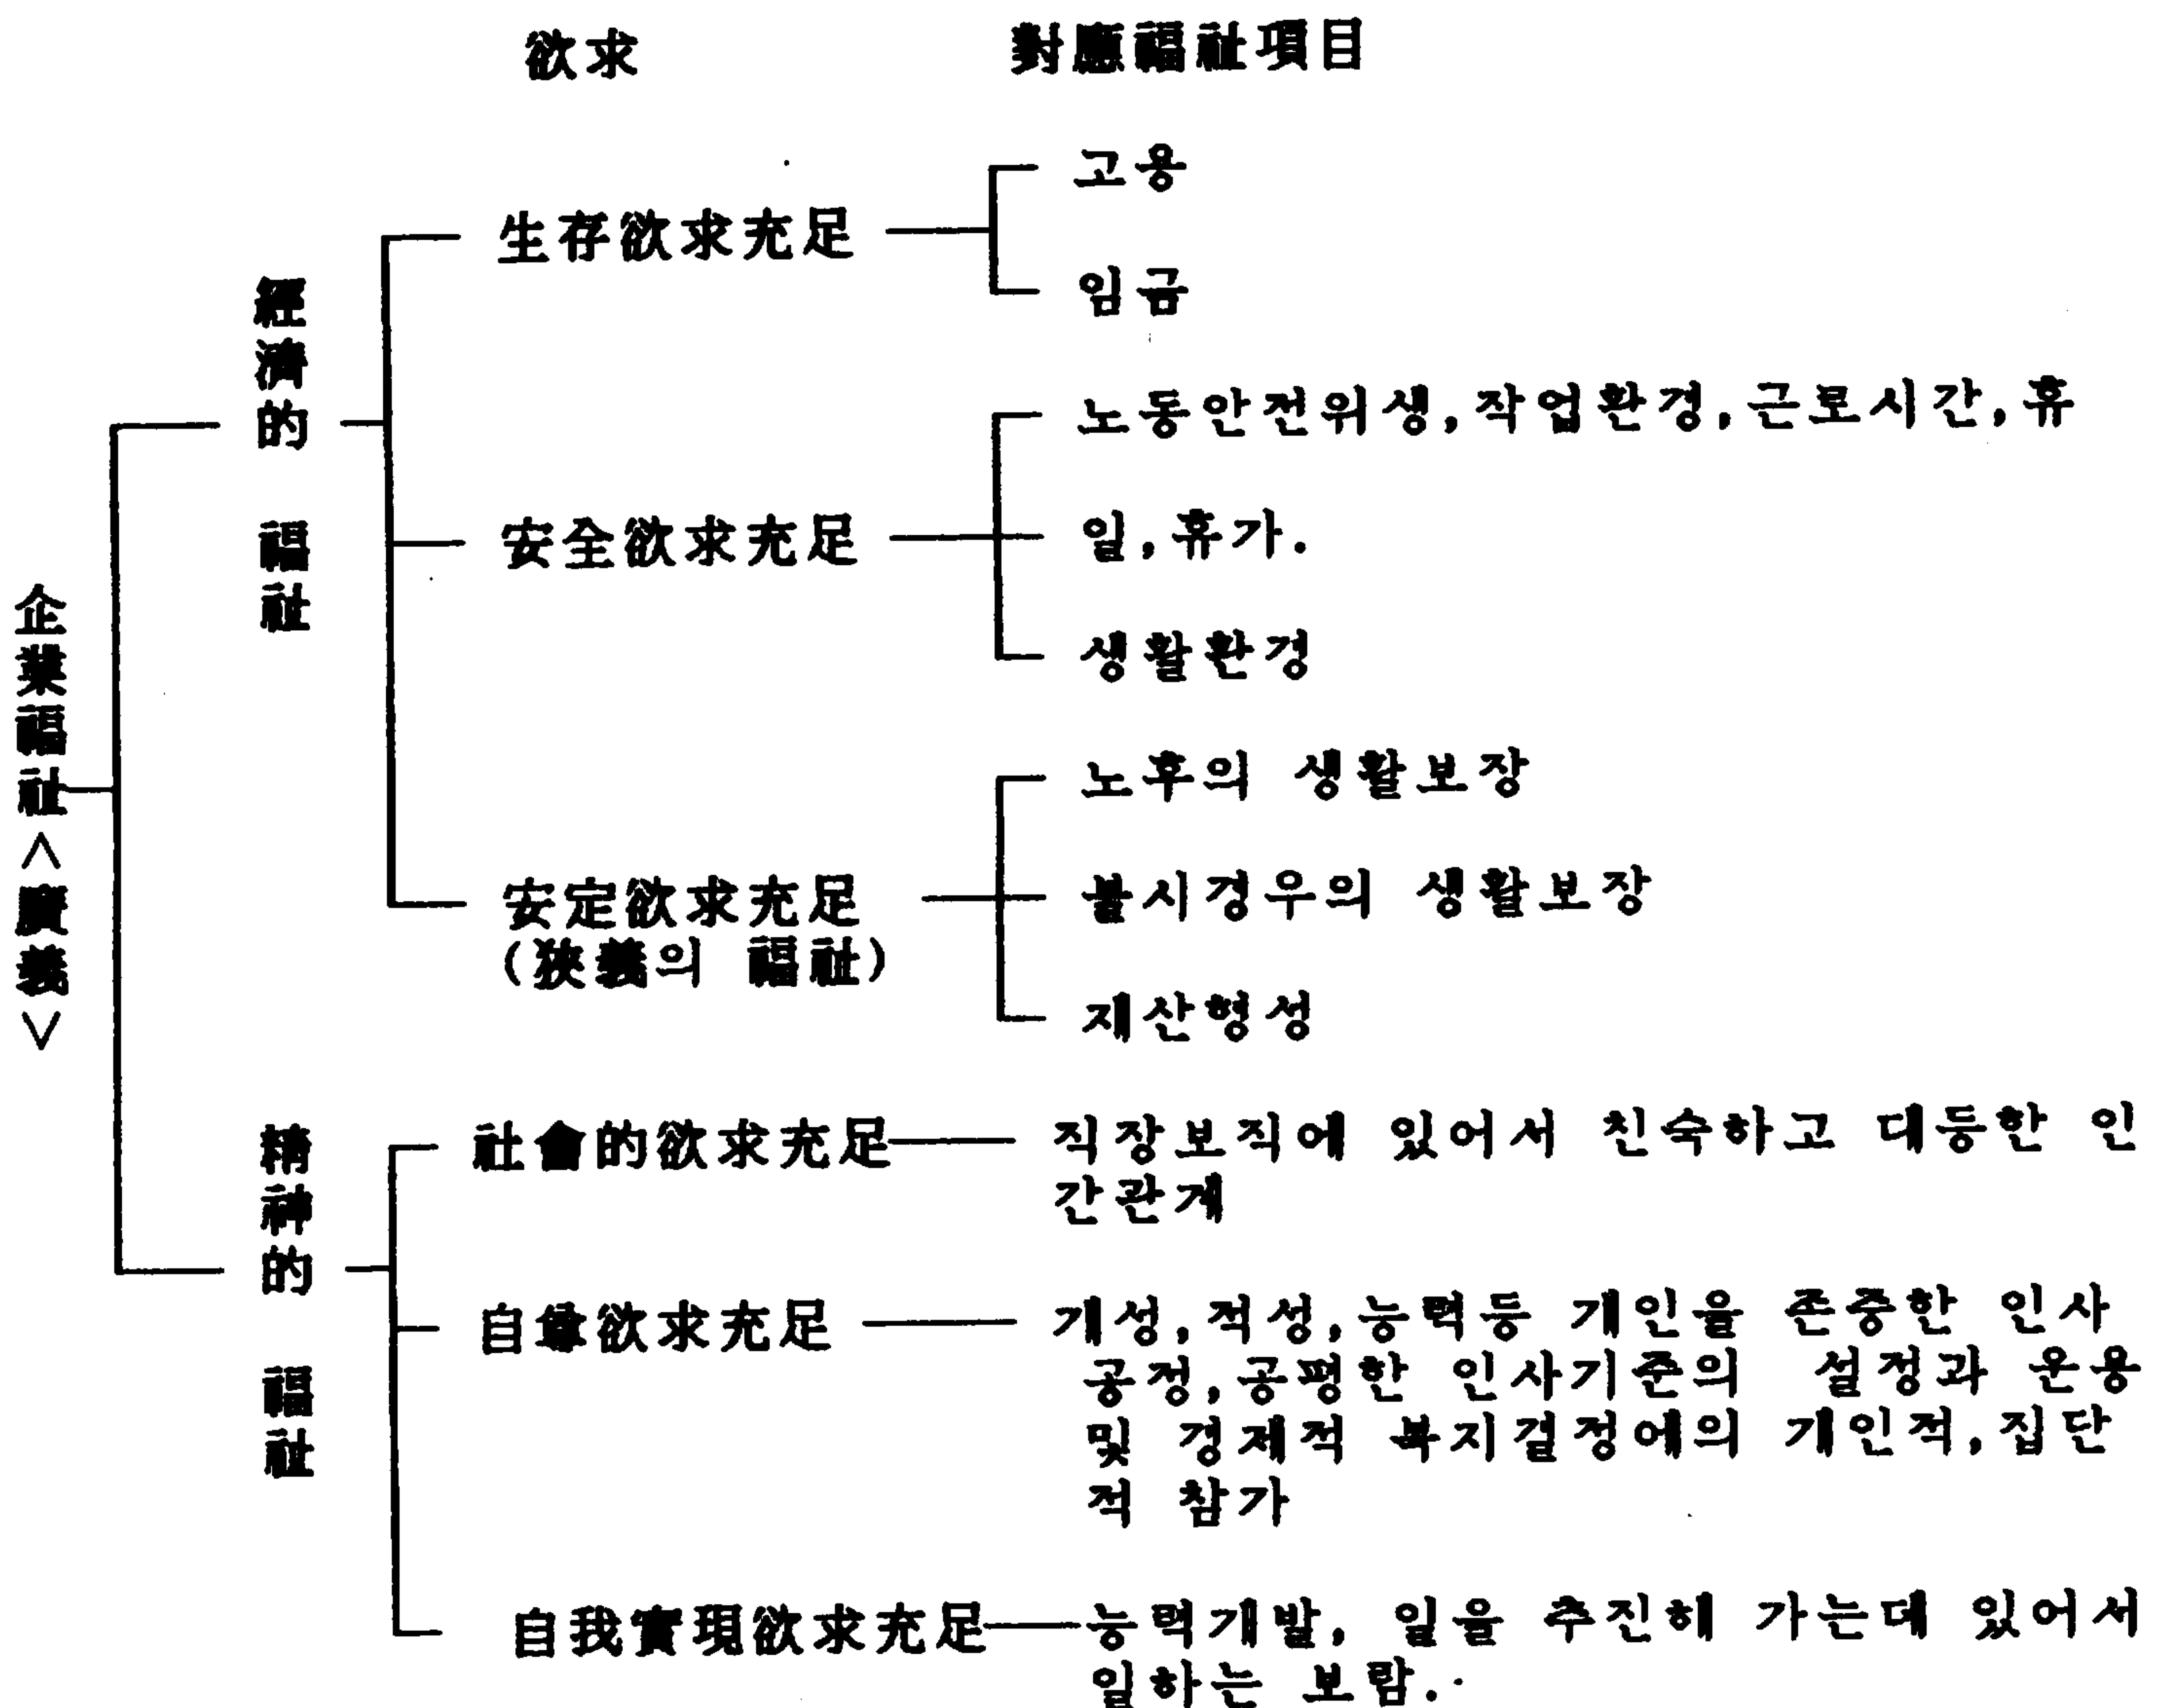 欲求
對應福祉項目
企業福祉<廣義>
經濟的 福祉
生存欲求充足
고용
임금
安全欲求充足
노동안전위생,작업환경,근로시간,휴
일,휴가.
생활환경
安定欲求充足
(狹義의 福祉)
노후의 생활보장
불시경우의 생활보장
재산형성
精神的 福祉
社會的欲求充足
직장보직에 있어서 친숙하고 대등한 인
간관계
自尊欲求充足
개성,적성,능력등 개인을 존중한 인사
공정,공평한 인사기준의 설정과 운용
및 경제적 복지결정에의 개인적,집단
적 참가
自我實現欲求充足
능력개발, 일을 추진해 가는대 있어서
일하는 보람.